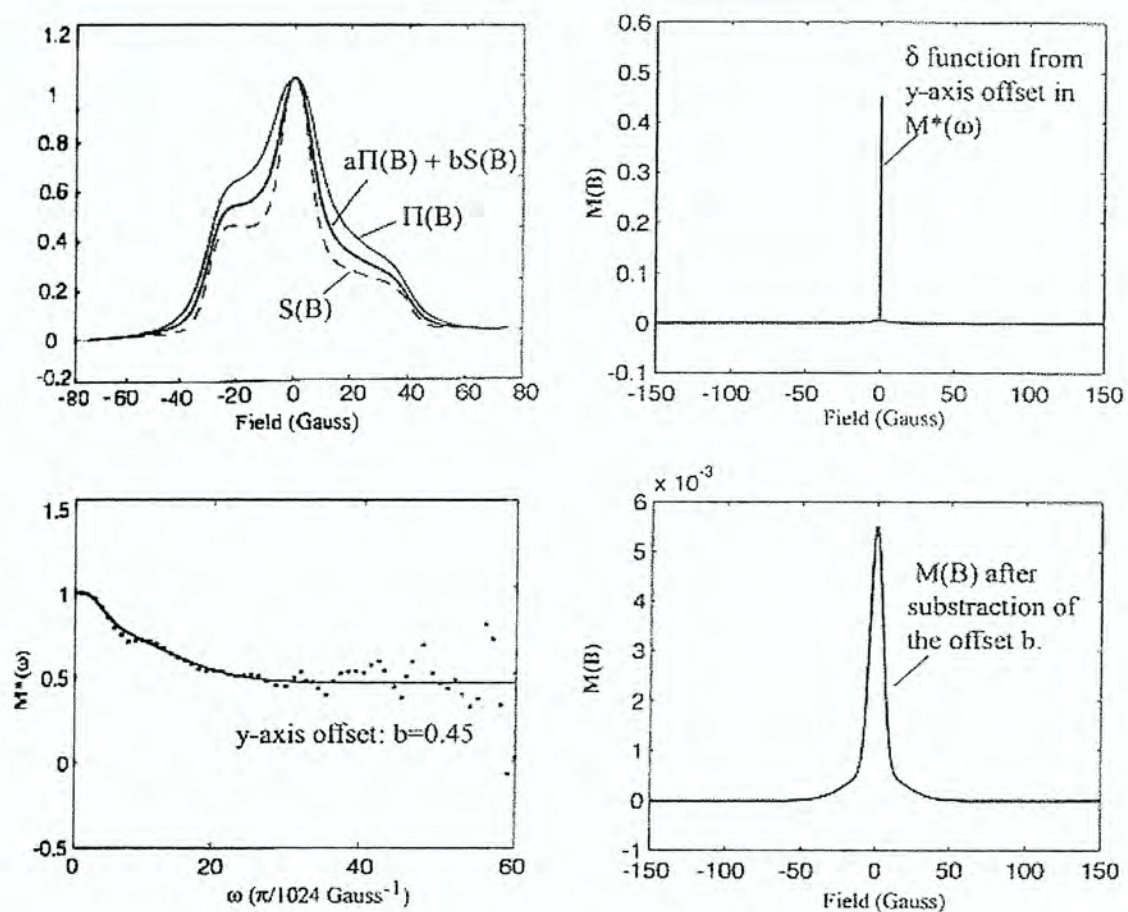 1.2
1
0.8
0.6
0.4
0.2
0
-0.2
-80 -60 -40 -20 0 20 40 60 80
Field (Gauss)
aΠ(B) + bS(B)
Π(B)
S(B)
0.6
0.5
0.4
0.3
0.2
0.1
0
-0.1
M(B)
-150 -100 -50 0 50 100 150
Field (Gauss)
δ function from
y-axis offset in
M*(ω)
1.5
1
0.5
0
-0.5
M*(ω)
0 20 40 60
ω (π/1024 Gauss⁻¹)
y-axis offset: b=0.45
x 10⁻³
6
5
4
3
2
1
0
-1
M(B)
-150 -100 -50 0 50 100 150
Field (Gauss)
M(B) after
substraction of
the offset b.